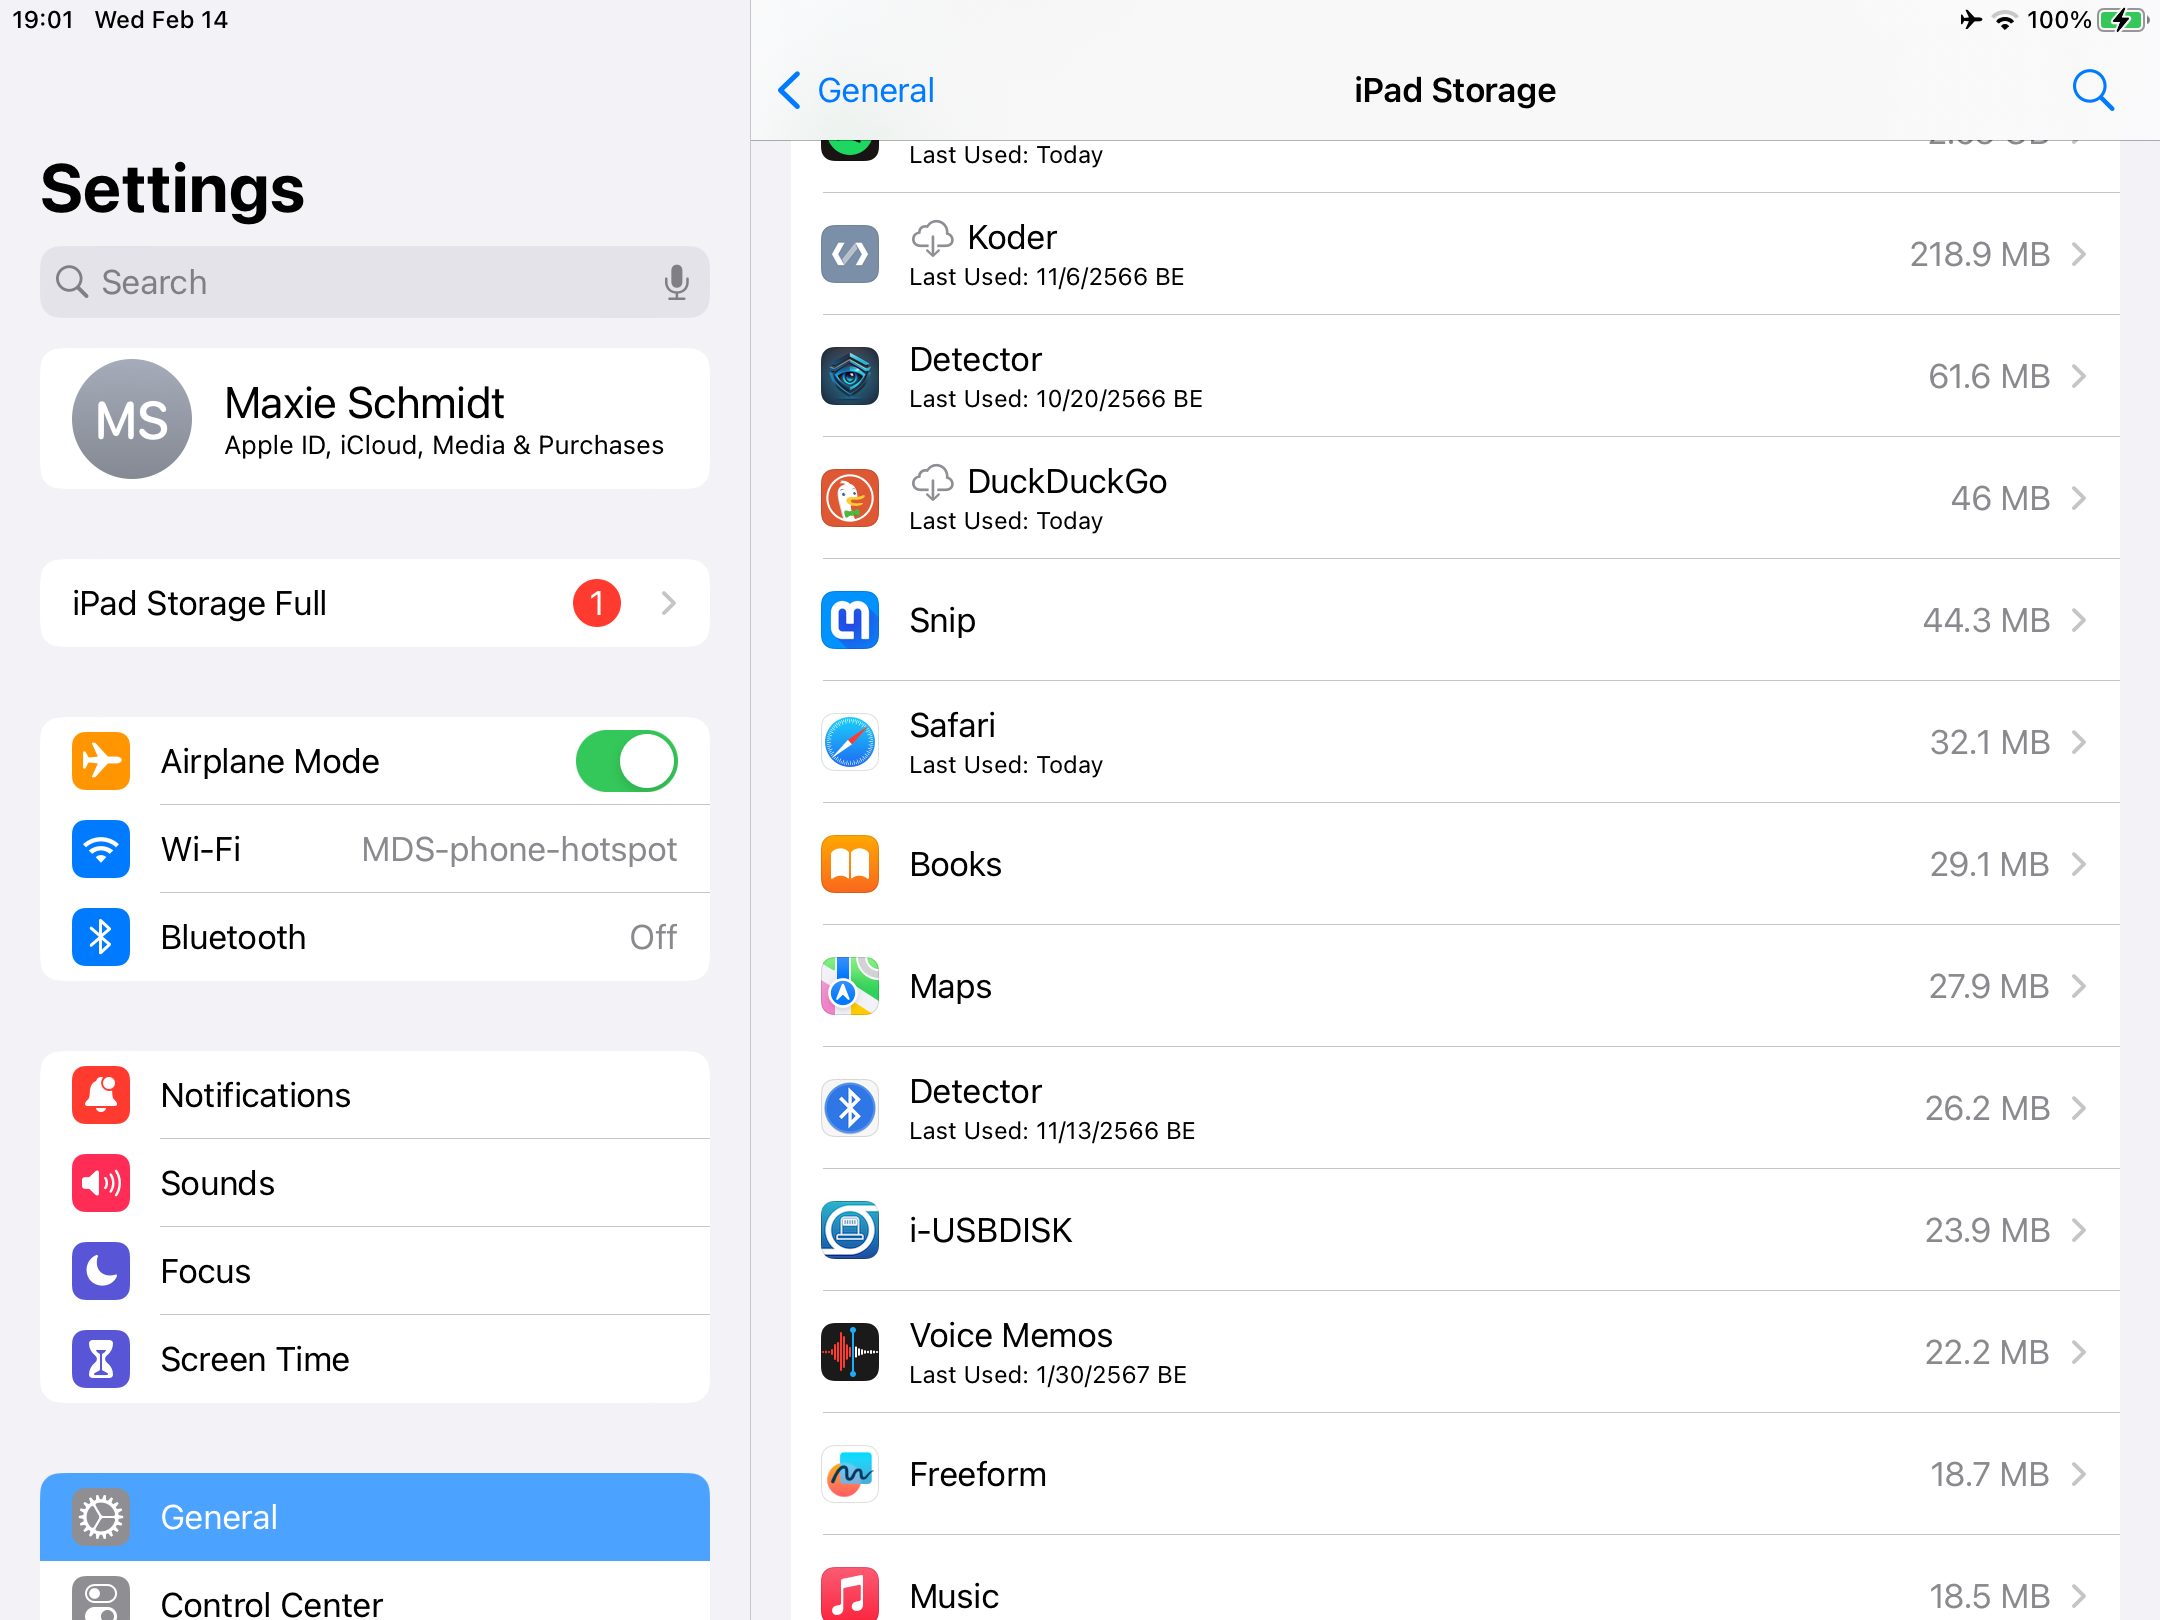 19:01 Wed Feb 14
100%
Settings
Search
MS
Maxie Schmidt
Apple ID, iCloud, Media & Purchases
iPad Storage Full 1
Airplane Mode
Wi-Fi MDS-phone-hotspot
Bluetooth Off
Notifications
Sounds
Focus
Screen Time
General
Control Center
General
iPad Storage
Last Used: Today
Koder
Last Used: 11/6/2566 BE
218.9 MB
Detector
Last Used: 10/20/2566 BE
61.6 MB
DuckDuckGo
Last Used: Today
46 MB
Snip
44.3 MB
Safari
Last Used: Today
32.1 MB
Books
29.1 MB
Maps
27.9 MB
Detector
Last Used: 11/13/2566 BE
26.2 MB
i-USBDISK
23.9 MB
Voice Memos
Last Used: 1/30/2567 BE
22.2 MB
Freeform
18.7 MB
Music
18.5 MB